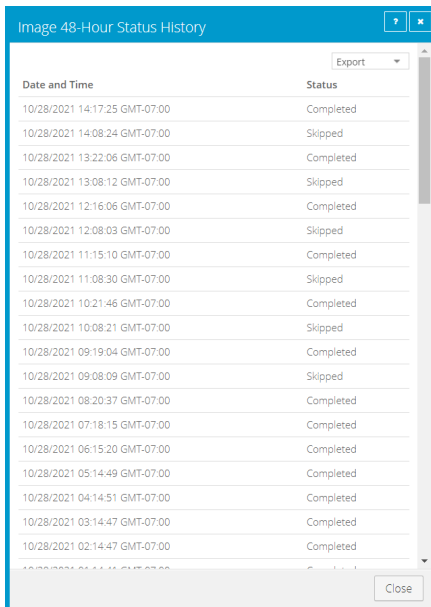 Image 48-Hour Status History ? ×
Export
Date and Time Status
10/28/2021 14:17:25 GMT-07:00 Completed
10/28/2021 14:08:24 GMT-07:00 Skipped
10/28/2021 13:22:06 GMT-07:00 Completed
10/28/2021 13:08:12 GMT-07:00 Skipped
10/28/2021 12:16:06 GMT-07:00 Completed
10/28/2021 12:08:03 GMT-07:00 Skipped
10/28/2021 11:15:10 GMT-07:00 Completed
10/28/2021 11:08:30 GMT-07:00 Skipped
10/28/2021 10:21:46 GMT-07:00 Completed
10/28/2021 10:08:21 GMT-07:00 Skipped
10/28/2021 09:19:04 GMT-07:00 Completed
10/28/2021 09:08:09 GMT-07:00 Skipped
10/28/2021 08:20:37 GMT-07:00 Completed
10/28/2021 07:18:15 GMT-07:00 Completed
10/28/2021 06:15:20 GMT-07:00 Completed
10/28/2021 05:14:49 GMT-07:00 Completed
10/28/2021 04:14:51 GMT-07:00 Completed
10/28/2021 03:14:47 GMT-07:00 Completed
10/28/2021 02:14:47 GMT-07:00 Completed
Close